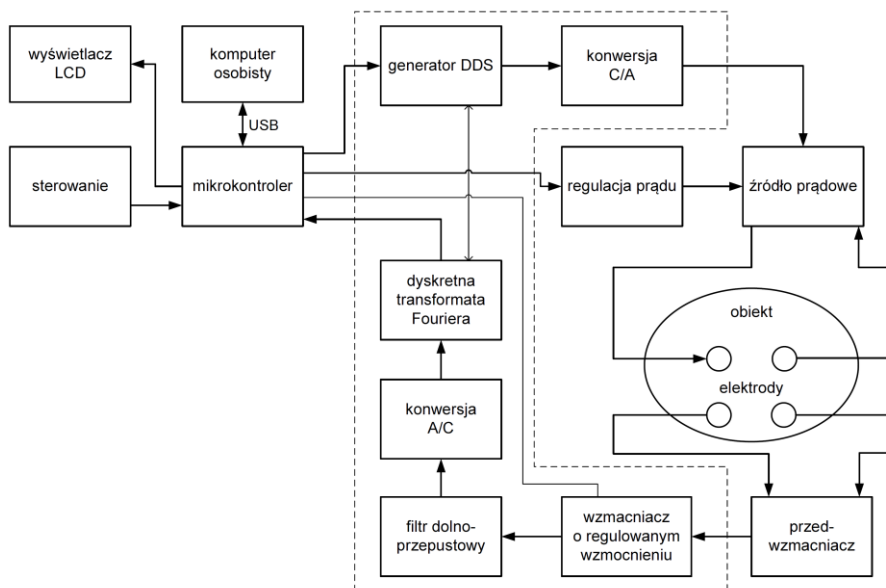 wyświetlacz
LCD
komputer
osobisty
generator DDS
konwersja
C/A
USB
sterowanie
mikrokontroler
regulacja prądu
źródło prądowe
dyskretna
transformata
Fouriera
obiekt
elektrody
konwersja
A/C
filtr dolno-
przepustowy
wzmacniacz
o regulowanym
wzmocnieniu
przed-
wzmacniacz